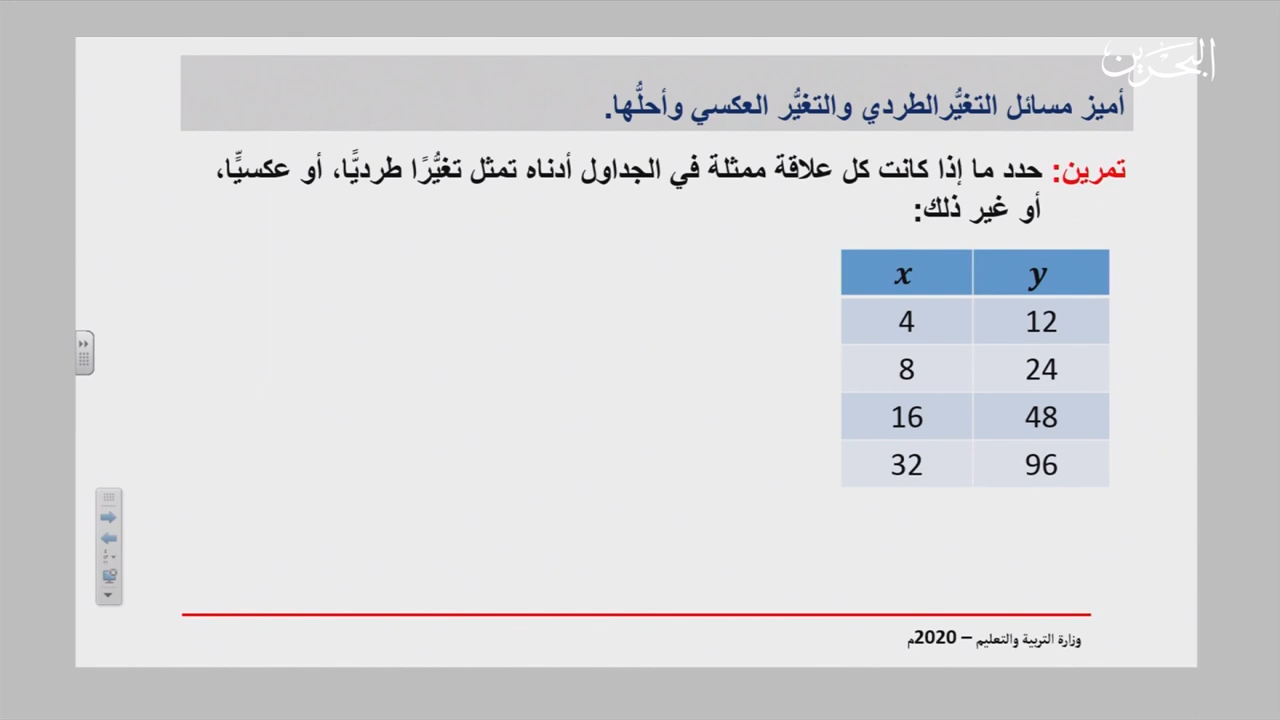 البحرين
أميز مسائل التغيُّر الطردي والتغيُّر العكسي وأحلُّها.
تمرين: حدد ما إذا كانت كل علاقة ممثلة في الجداول أدناه تمثل تغيُّرًا طرديًّا، أو عكسيًّا،
أو غير ذلك:
x y
4 12
8 24
16 48
32 96
وزارة التربية والتعليم – 2020م